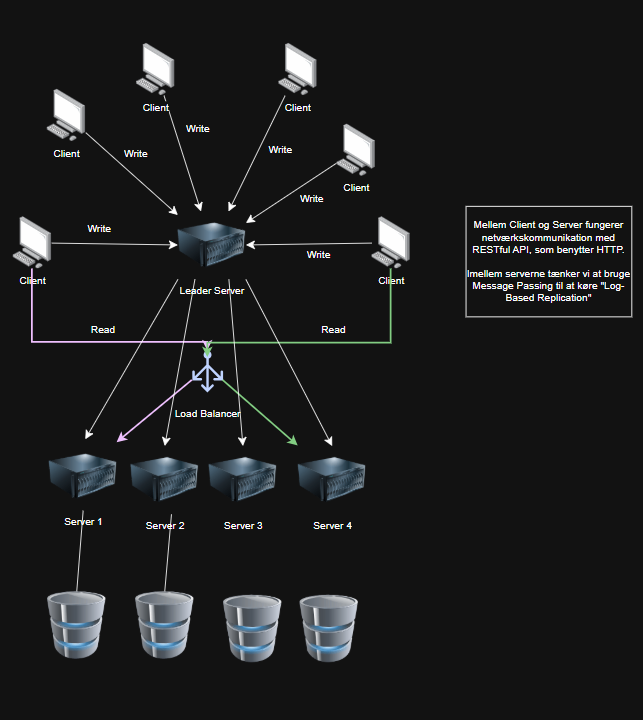 Client
Client
Write
Write
Write
Client
Client
Write
Write
Write
Client
Leader Server
Client
Mellem Client og Server fungerer
netværkskommunikation med
RESTful API, som benytter HTTP.
Imellem serverne tænker vi at bruge
Message Passing til at køre "Log-
Based Replication"
Read
Read
Load Balancer
Server 1
Server 2
Server 3
Server 4